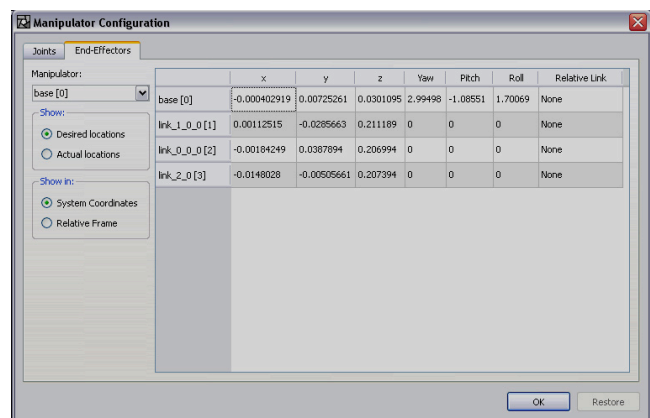 Manipulator Configuration
Joints End-Effectors
Manipulator:
base [0]
Show:
Desired locations
Actual locations
Show in:
System Coordinates
Relative Frame
x y z Yaw Pitch Roll Relative Link
base [0] -0.000402919 0.00725261 0.0301095 2.99498 -1.08551 1.70069 None
link_1_0_0 [1] 0.00112515 -0.0285663 0.211189 0 0 0 None
link_0_0_0 [2] -0.00184249 0.0387894 0.206994 0 0 0 None
link_2_0 [3] -0.0148028 -0.00505661 0.207394 0 0 0 None
OK Restore